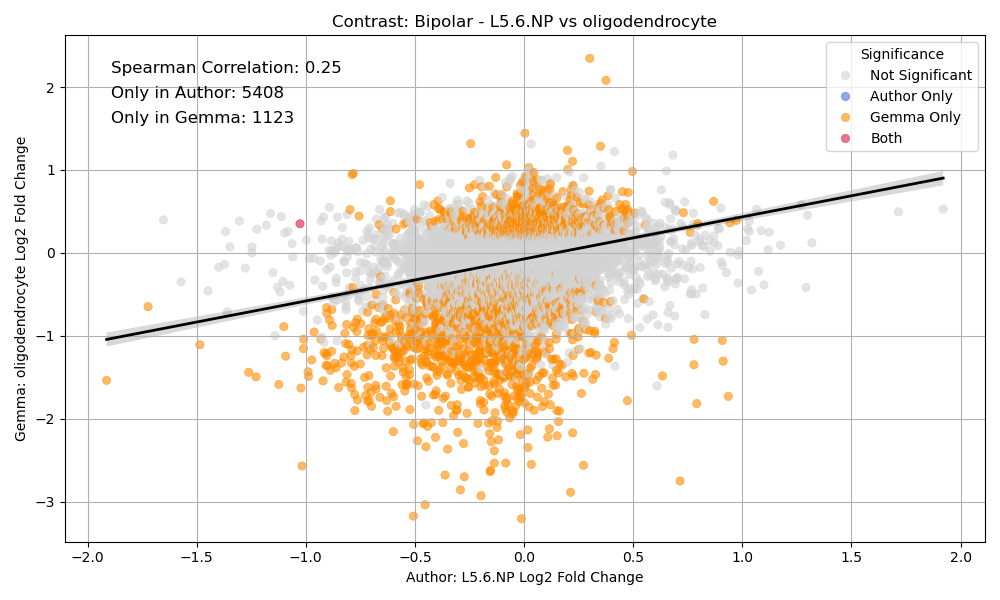 Contrast: Bipolar - L5.6.NP vs oligodendrocyte
Spearman Correlation: 0.25
Only in Author: 5408
Only in Gemma: 1123
Significance
Not Significant
Author Only
Gemma Only
Both
Gemma: oligodendrocyte Log2 Fold Change
2
1
0
−1
−2
−3
−2.0 −1.5 −1.0 −0.5 0.0 0.5 1.0 1.5 2.0
Author: L5.6.NP Log2 Fold Change